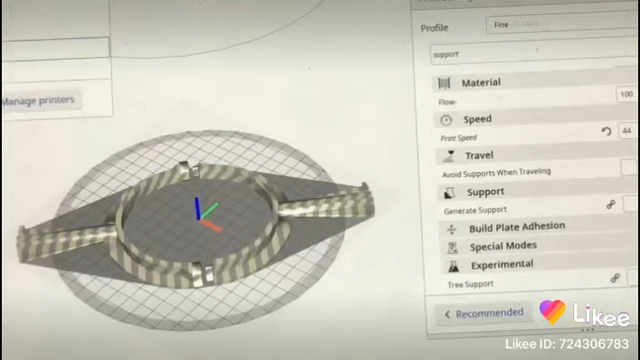 Profile
Fine
support
Manage printers
Material
Flow
100
Speed
Print Speed
44
Travel
Avoid Supports When Traveling
Support
Generate Support
Build Plate Adhesion
Special Modes
Experimental
Tree Support
< Recommended
Likee
Likee ID: 724306783